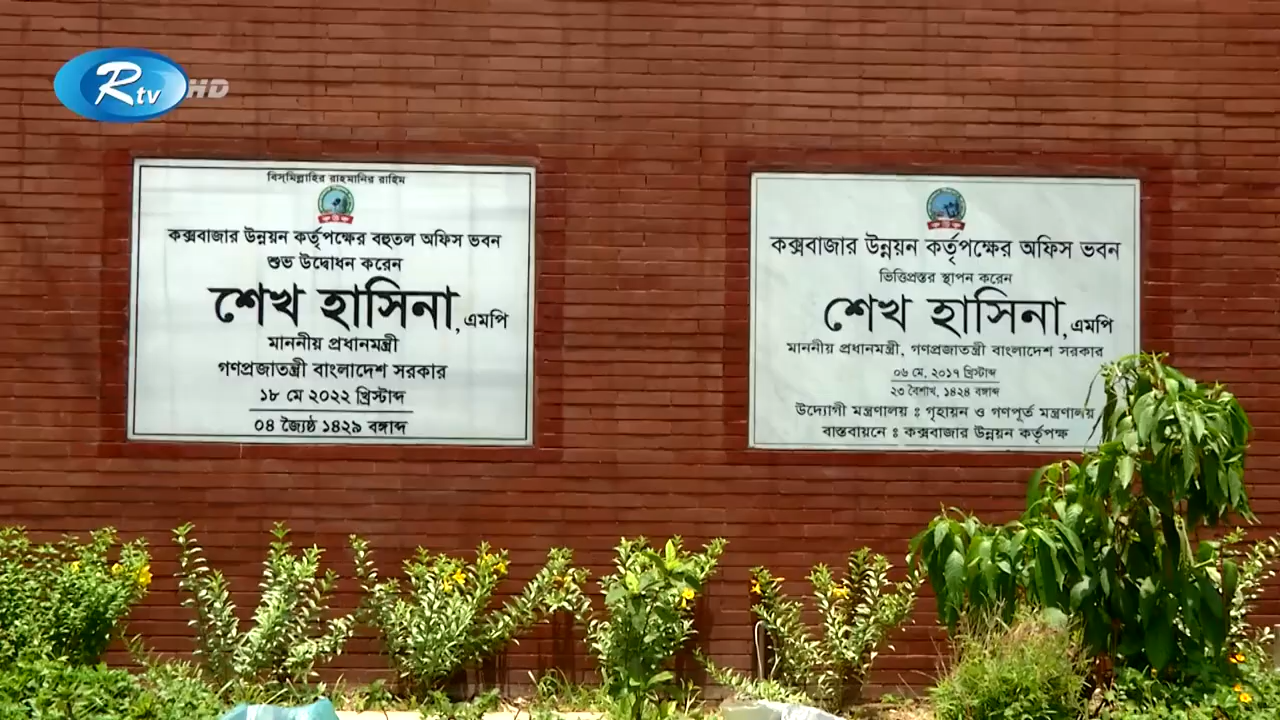 Rtv HD
বিস্‌মিল্লাহির রাহমানির রাহিম
কউক
কক্সবাজার উন্নয়ন কর্তৃপক্ষের বহুতল অফিস ভবন
শুভ উদ্বোধন করেন
শেখ হাসিনা, এমপি
মাননীয় প্রধানমন্ত্রী
গণপ্রজাতন্ত্রী বাংলাদেশ সরকার
১৮ মে ২০২২ খ্রিস্টাব্দ
০৪ জ্যৈষ্ঠ ১৪২৯ বঙ্গাব্দ
কউক
কক্সবাজার উন্নয়ন কর্তৃপক্ষের অফিস ভবন
ভিত্তিপ্রস্তর স্থাপন করেন
শেখ হাসিনা, এমপি
মাননীয় প্রধানমন্ত্রী, গণপ্রজাতন্ত্রী বাংলাদেশ সরকার
০৬ মে, ২০১৭ খ্রিস্টাব্দ
২৩ বৈশাখ, ১৪২৪ বঙ্গাব্দ
উদ্যোগী মন্ত্রণালয় ঃ গৃহায়ন ও গণপূর্ত মন্ত্রণালয়
বাস্তবায়নে ঃ কক্সবাজার উন্নয়ন কর্তৃপক্ষ